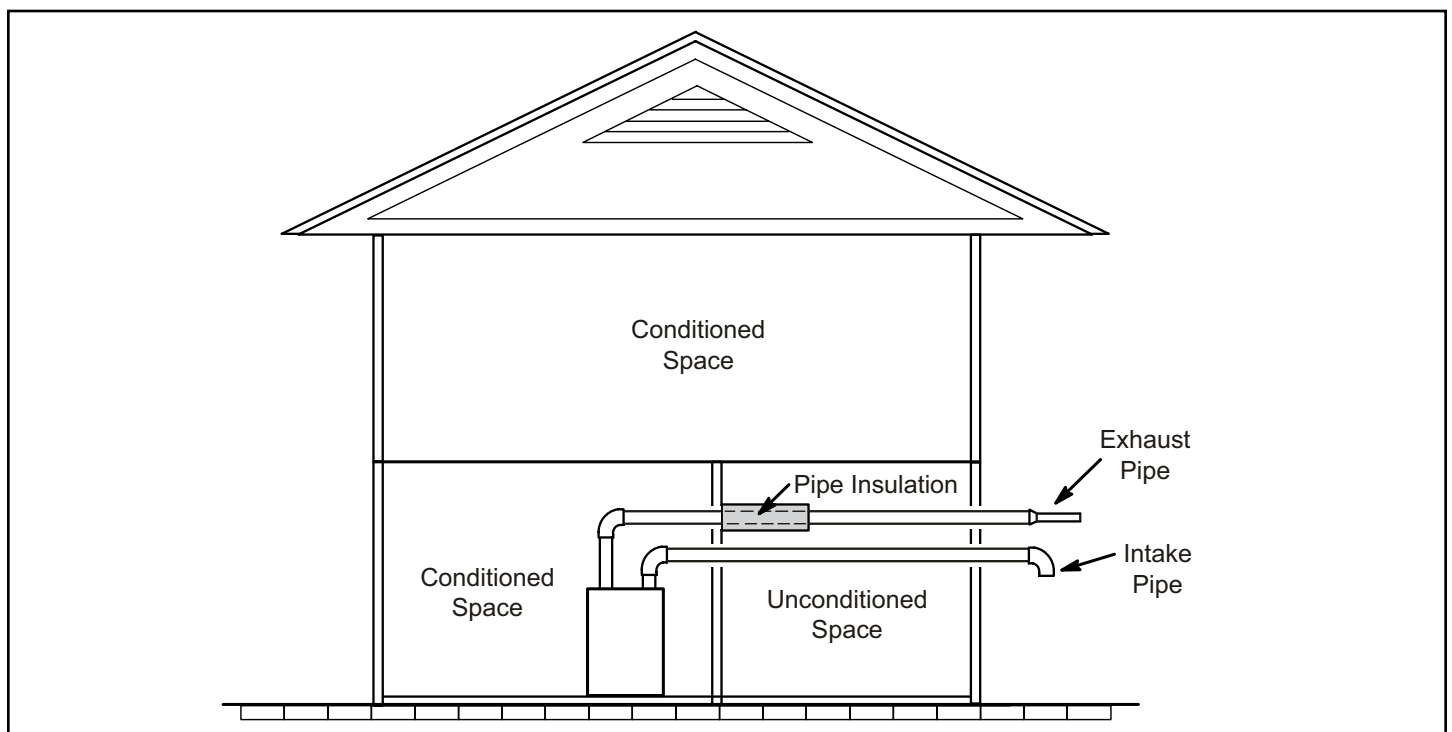 Conditioned
Space
Exhaust
Pipe
Pipe Insulation
Intake
Pipe
Conditioned
Space
Unconditioned
Space